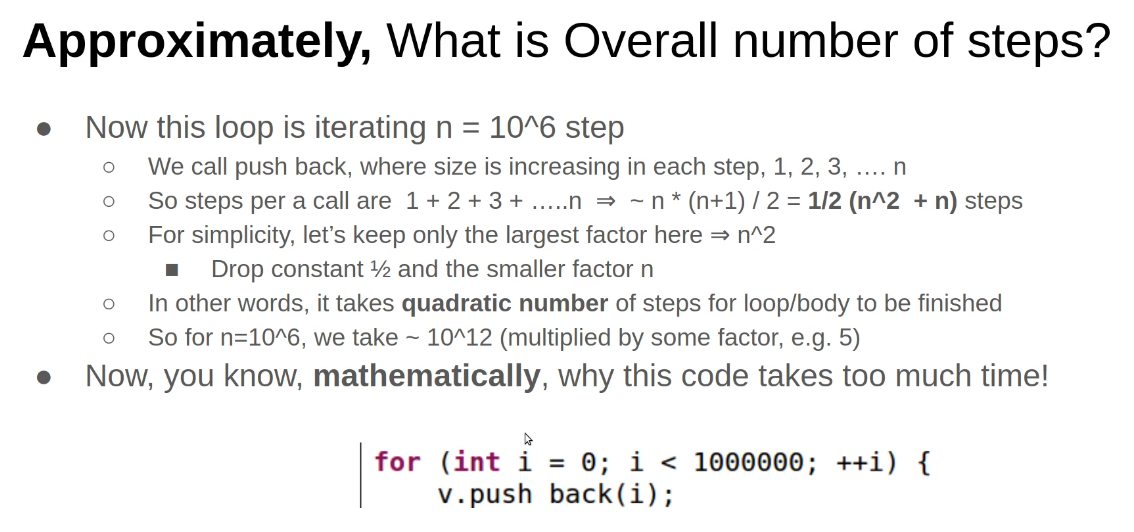 Approximately, What is Overall number of steps?
● Now this loop is iterating n = 10^6 step
○ We call push back, where size is increasing in each step, 1, 2, 3, …. n
○ So steps per a call are 1 + 2 + 3 + …..n ⇒ ~ n * (n+1) / 2 = 1/2 (n^2 + n) steps
○ For simplicity, let’s keep only the largest factor here ⇒ n^2
■ Drop constant ½ and the smaller factor n
○ In other words, it takes quadratic number of steps for loop/body to be finished
○ So for n=10^6, we take ~ 10^12 (multiplied by some factor, e.g. 5)
● Now, you know, mathematically, why this code takes too much time!
for (int i = 0; i < 1000000; ++i) {
v.push back(i);